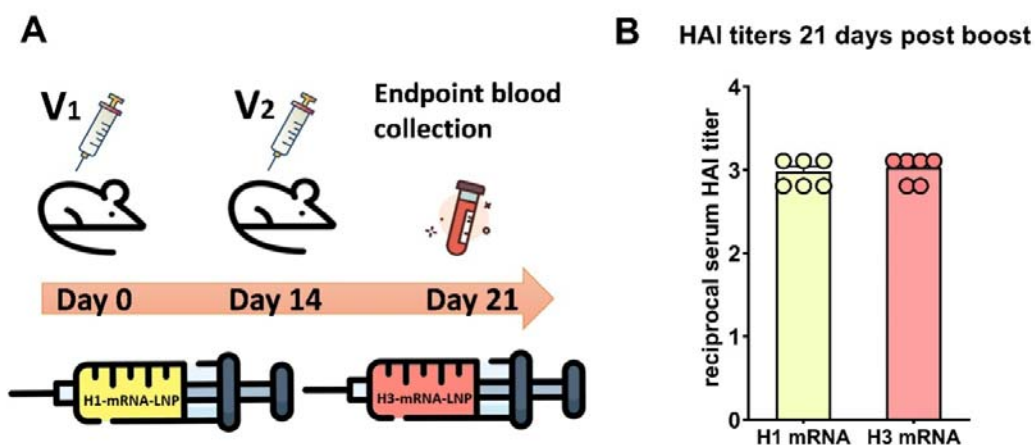 A
V1
V2
Endpoint blood
collection
Day 0
Day 14
Day 21
H1-mRNA-LNP
H3-mRNA-LNP
B
HAI titers 21 days post boost
reciprocal serum HAI titer
4
3
2
1
0
H1 mRNA
H3 mRNA